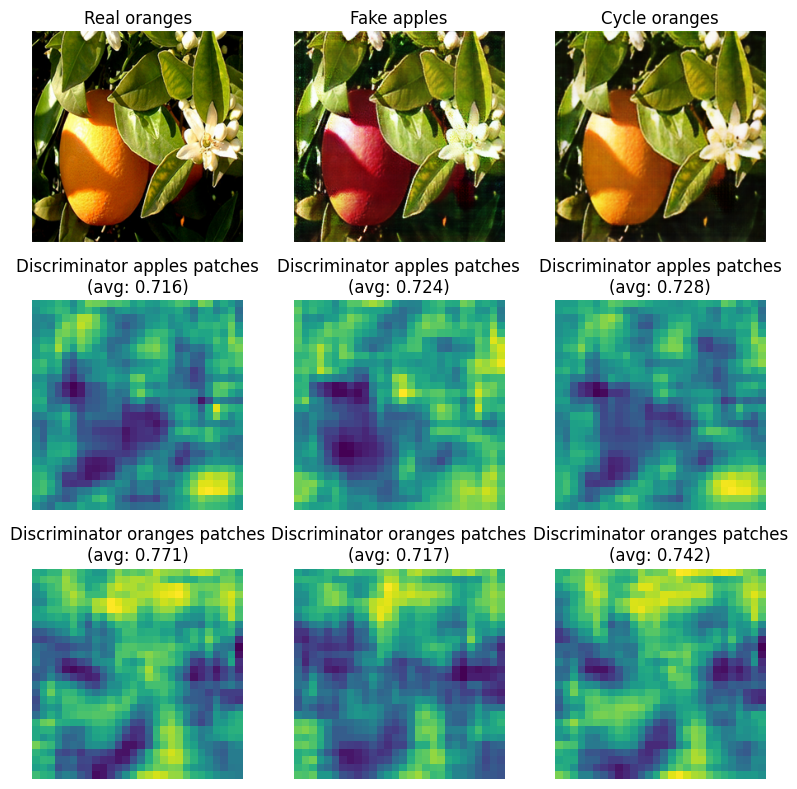 Real oranges
Fake apples
Cycle oranges
Discriminator apples patches
(avg: 0.716)
Discriminator apples patches
(avg: 0.724)
Discriminator apples patches
(avg: 0.728)
Discriminator oranges patches
(avg: 0.771)
Discriminator oranges patches
(avg: 0.717)
Discriminator oranges patches
(avg: 0.742)